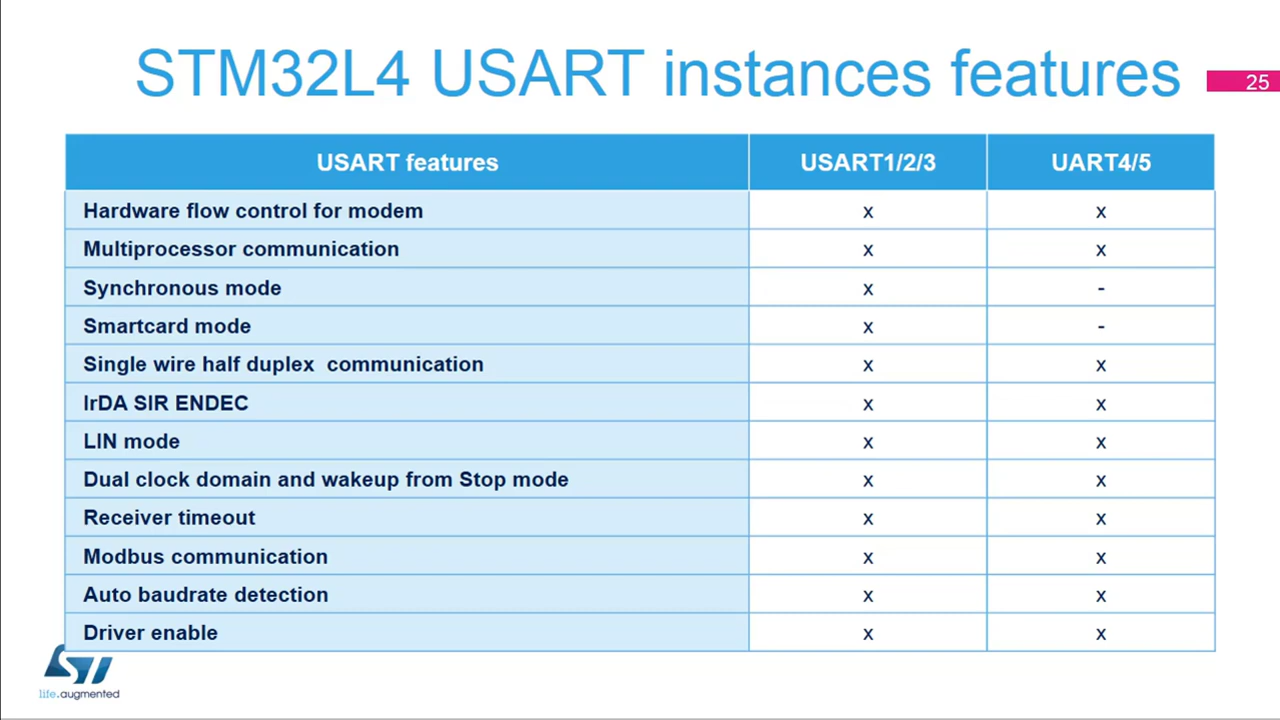 STM32L4 USART instances features
25
USART features USART1/2/3 UART4/5
Hardware flow control for modem x x
Multiprocessor communication x x
Synchronous mode x -
Smartcard mode x -
Single wire half duplex communication x x
IrDA SIR ENDEC x x
LIN mode x x
Dual clock domain and wakeup from Stop mode x x
Receiver timeout x x
Modbus communication x x
Auto baudrate detection x x
Driver enable x x
ST
life.augmented